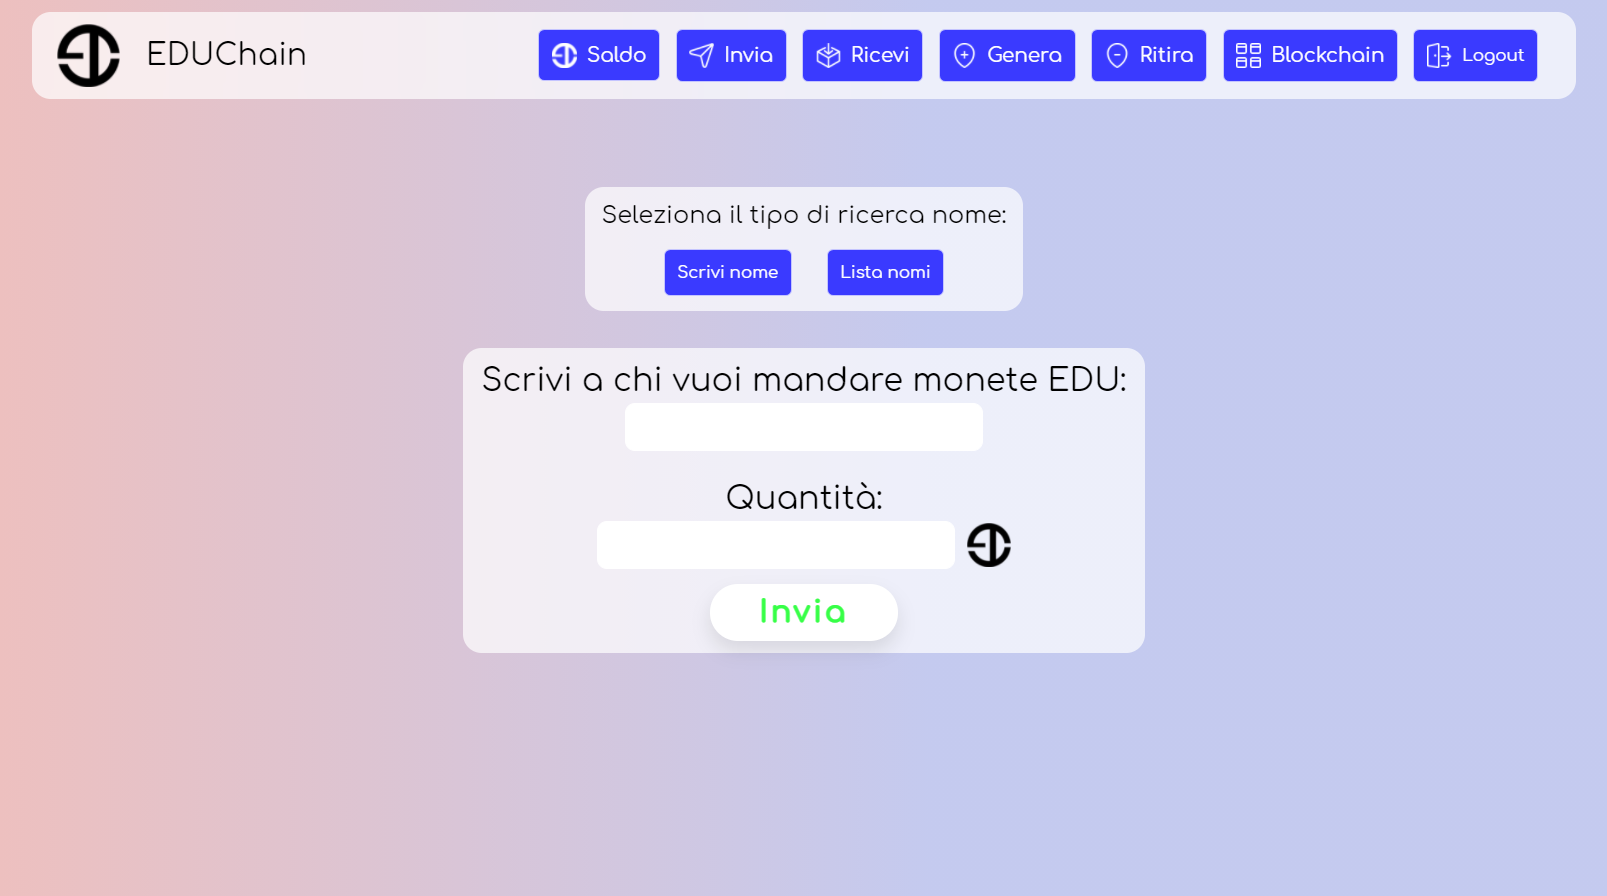 EDUChain
Saldo
Invia
Ricevi
Genera
Ritira
Blockchain
Logout
Seleziona il tipo di ricerca nome:
Scrivi nome
Lista nomi
Scrivi a chi vuoi mandare monete EDU:
Quantità:
Invia